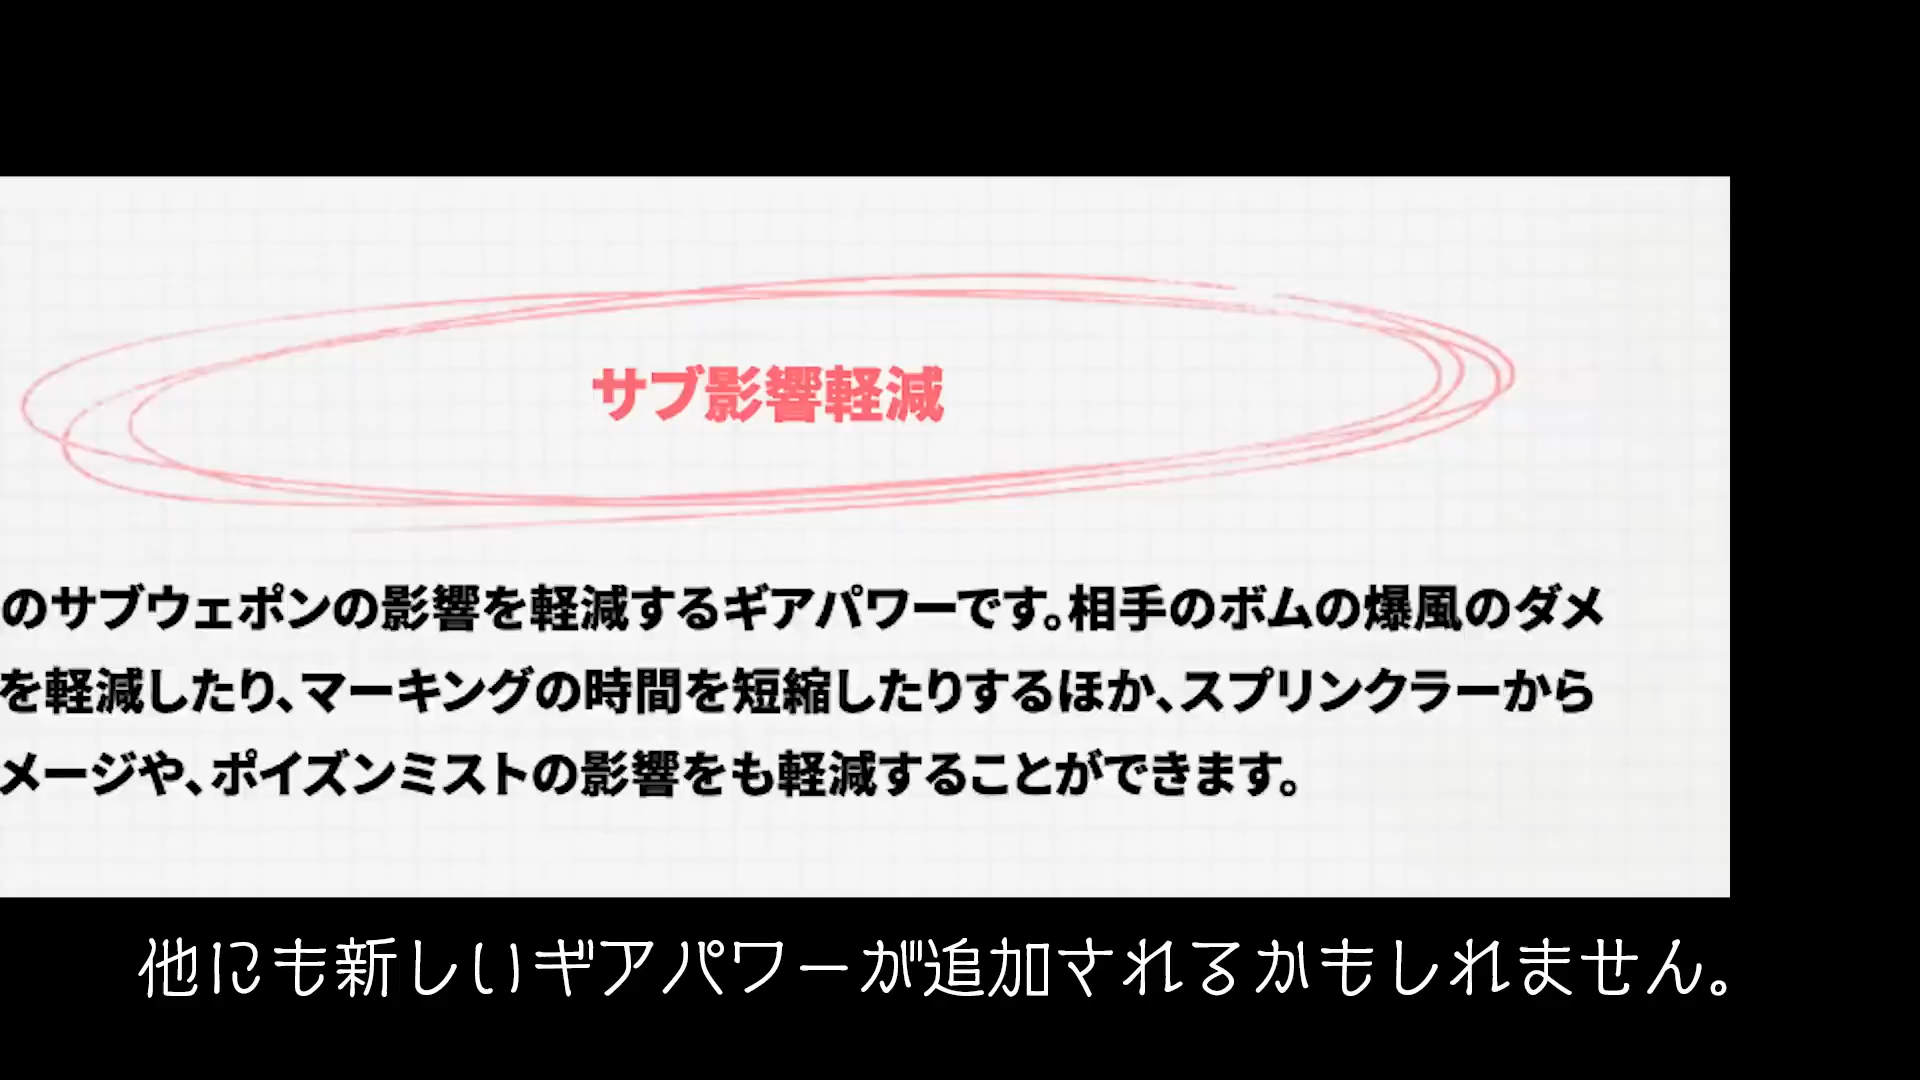 サブ影響軽減
のサブウェポンの影響を軽減するギアパワーです。相手のボムの爆風のダメ
を軽減したり、マーキングの時間を短縮したりするほか、スプリンクラーから
メージや、ポイズンミストの影響をも軽減することができます。
他にも新しいギアパワーが追加されるかもしれません。